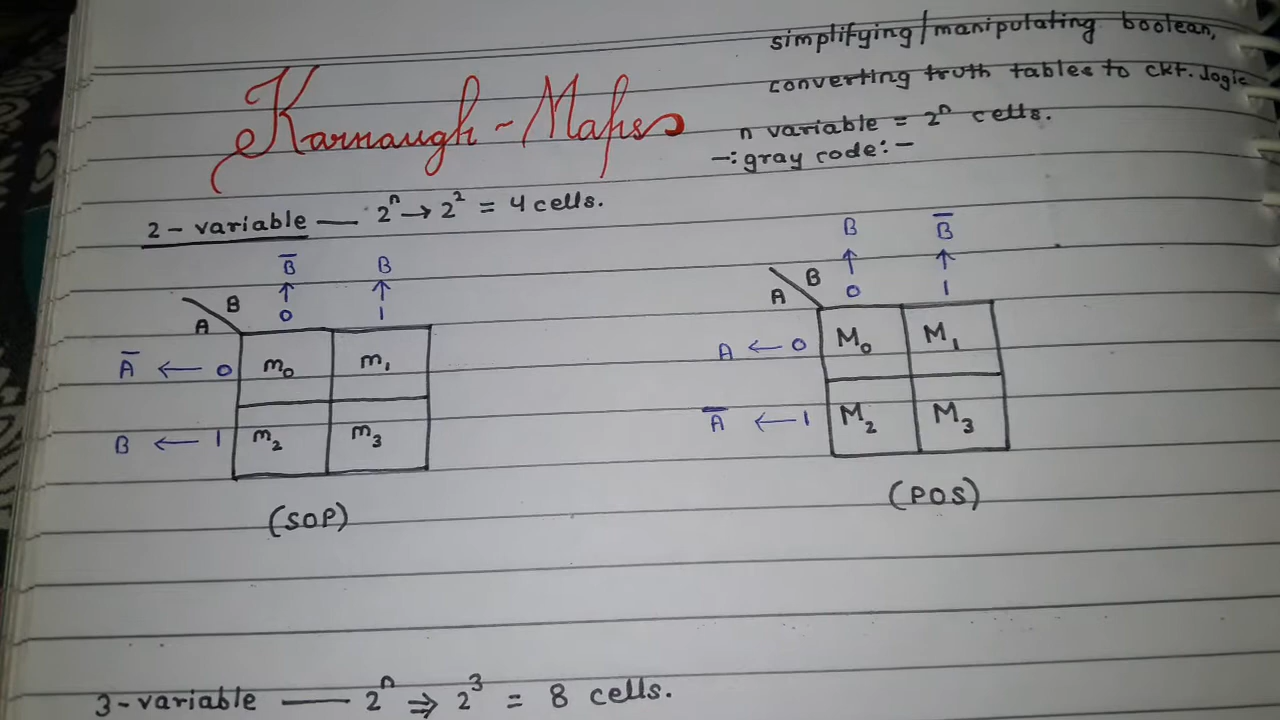 simplifying/manipulating boolean,
converting truth tables to ckt. logic
Karnaugh-Maps
n variable = 2ⁿ cells.
-:gray code:-
2-variable — 2ⁿ → 2² = 4 cells.
B̅ B
↑ ↑
A B 0 1
A̅ ← 0 m₀ m₁
B ← 1 m₂ m₃
(SOP)
B B̅
↑ ↑
A B 0 1
A ← 0 M₀ M₁
A̅ ← 1 M₂ M₃
(POS)
3-variable — 2ⁿ ⇒ 2³ = 8 cells.